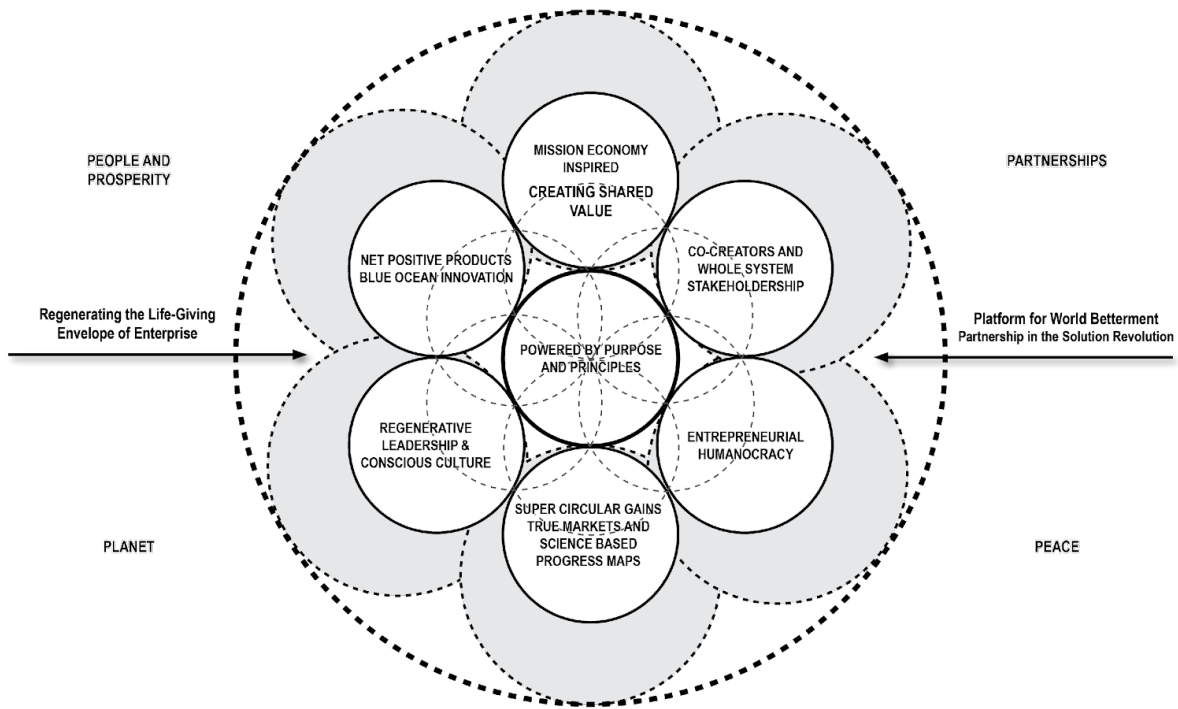 MISSION ECONOMY
INSPIRED
CREATING SHARED
VALUE
PEOPLE AND
PROSPERITY
PARTNERSHIPS
NET POSITIVE PRODUCTS
BLUE OCEAN INNOVATION
CO-CREATORS AND
WHOLE SYSTEM
STAKEHOLDERSHIP
Regenerating the Life-Giving
Envelope of Enterprise
POWERED BY PURPOSE
AND PRINCIPLES
Platform for World Betterment
Partnership in the Solution Revolution
REGENERATIVE
LEADERSHIP &
CONSCIOUS CULTURE
ENTREPRENEURIAL
HUMANOCRACY
SUPER CIRCULAR GAINS
TRUE MARKETS AND
SCIENCE BASED
PROGRESS MAPS
PLANET
PEACE